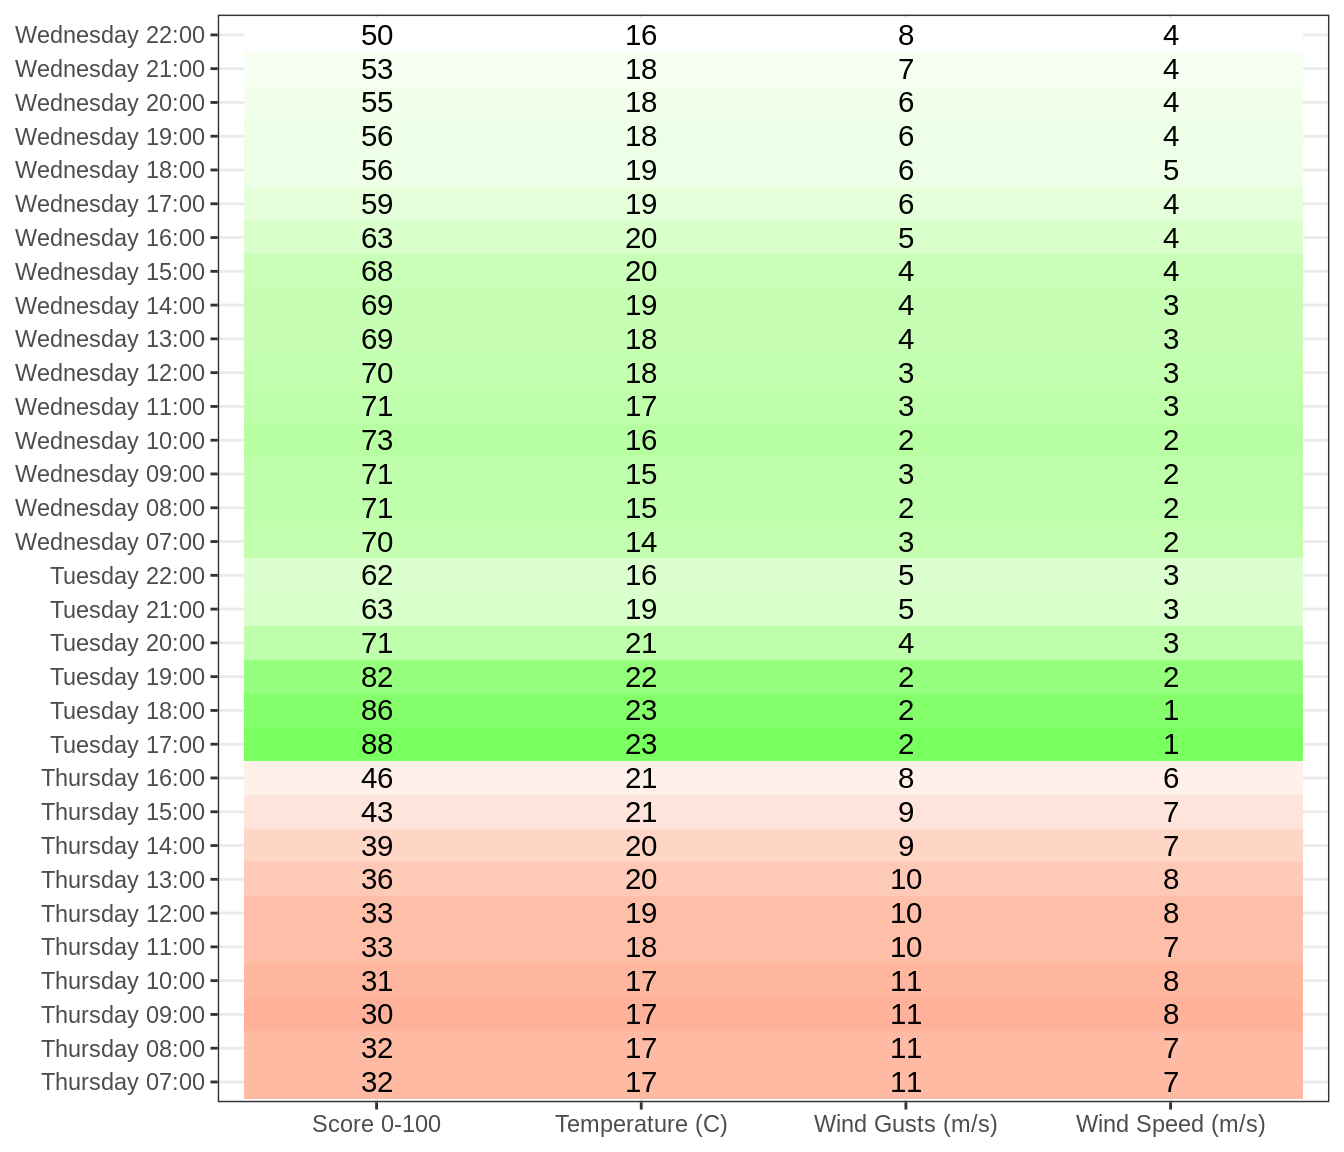 Wednesday 22:00 50 16 8 4
Wednesday 21:00 53 18 7 4
Wednesday 20:00 55 18 6 4
Wednesday 19:00 56 18 6 4
Wednesday 18:00 56 19 6 5
Wednesday 17:00 59 19 6 4
Wednesday 16:00 63 20 5 4
Wednesday 15:00 68 20 4 4
Wednesday 14:00 69 19 4 3
Wednesday 13:00 69 18 4 3
Wednesday 12:00 70 18 3 3
Wednesday 11:00 71 17 3 3
Wednesday 10:00 73 16 2 2
Wednesday 09:00 71 15 3 2
Wednesday 08:00 71 15 2 2
Wednesday 07:00 70 14 3 2
Tuesday 22:00 62 16 5 3
Tuesday 21:00 63 19 5 3
Tuesday 20:00 71 21 4 3
Tuesday 19:00 82 22 2 2
Tuesday 18:00 86 23 2 1
Tuesday 17:00 88 23 2 1
Thursday 16:00 46 21 8 6
Thursday 15:00 43 21 9 7
Thursday 14:00 39 20 9 7
Thursday 13:00 36 20 10 8
Thursday 12:00 33 19 10 8
Thursday 11:00 33 18 10 7
Thursday 10:00 31 17 11 8
Thursday 09:00 30 17 11 8
Thursday 08:00 32 17 11 7
Thursday 07:00 32 17 11 7
Score 0-100 Temperature (C) Wind Gusts (m/s) Wind Speed (m/s)